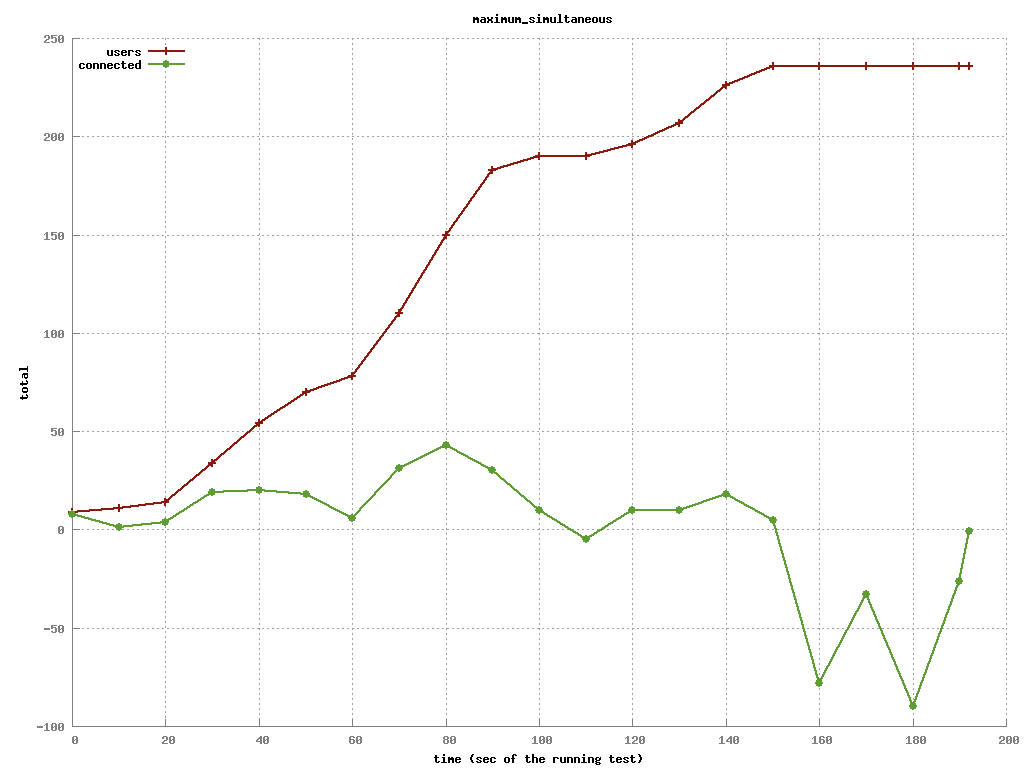 maximum_simultaneous
250
200
150
100
50
0
-50
-100
users
connected
total
0 20 40 60 80 100 120 140 160 180 200
time (sec of the running test)